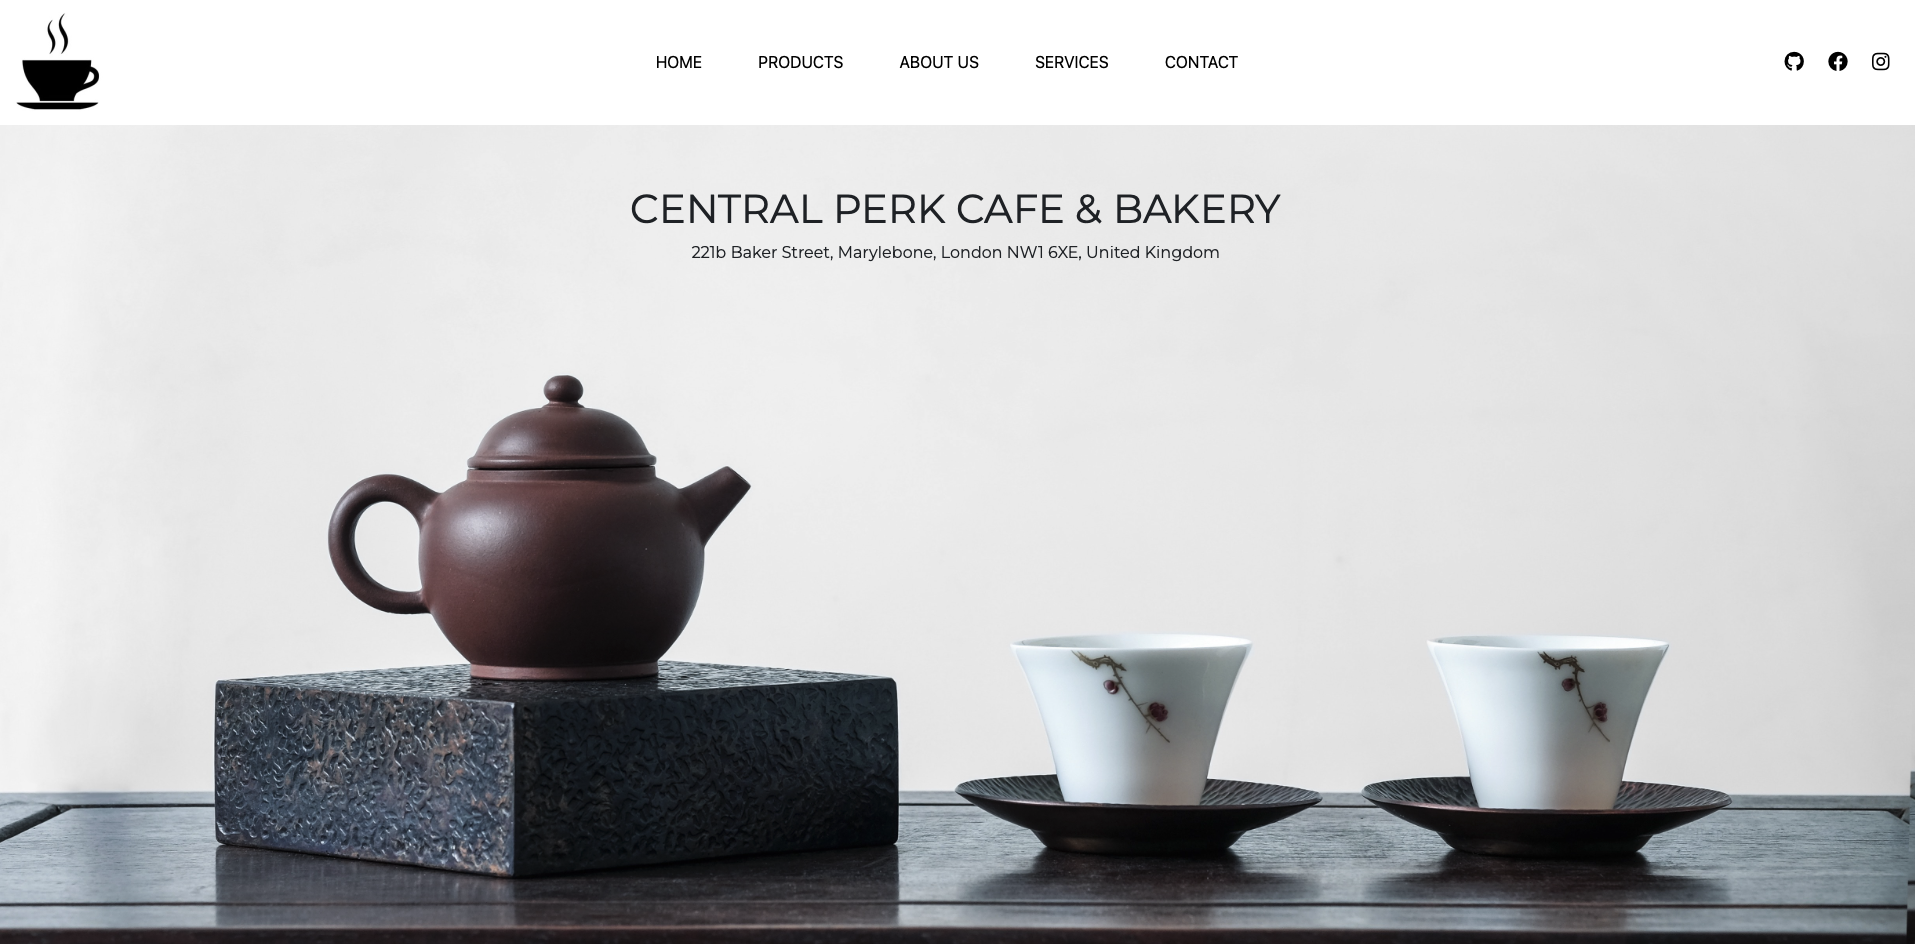 HOME PRODUCTS ABOUT US SERVICES CONTACT
CENTRAL PERK CAFE & BAKERY
221b Baker Street, Marylebone, London NW1 6XE, United Kingdom